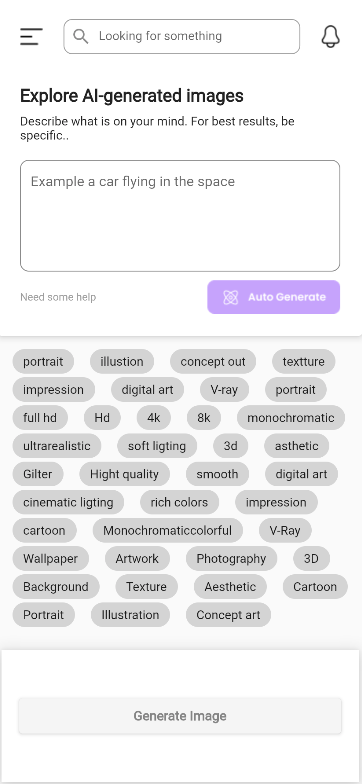 Looking for something
Explore AI-generated images
Describe what is on your mind. For best results, be
specific..
Example a car flying in the space
Need some help
Auto Generate
portrait illustion concept out textture
impression digital art V-ray portrait
full hd Hd 4k 8k monochromatic
ultrarealistic soft ligting 3d asthetic
Gilter Hight quality smooth digital art
cinematic ligting rich colors impression
cartoon Monochromaticcolorful V-Ray
Wallpaper Artwork Photography 3D
Background Texture Aesthetic Cartoon
Portrait Illustration Concept art
Generate Image